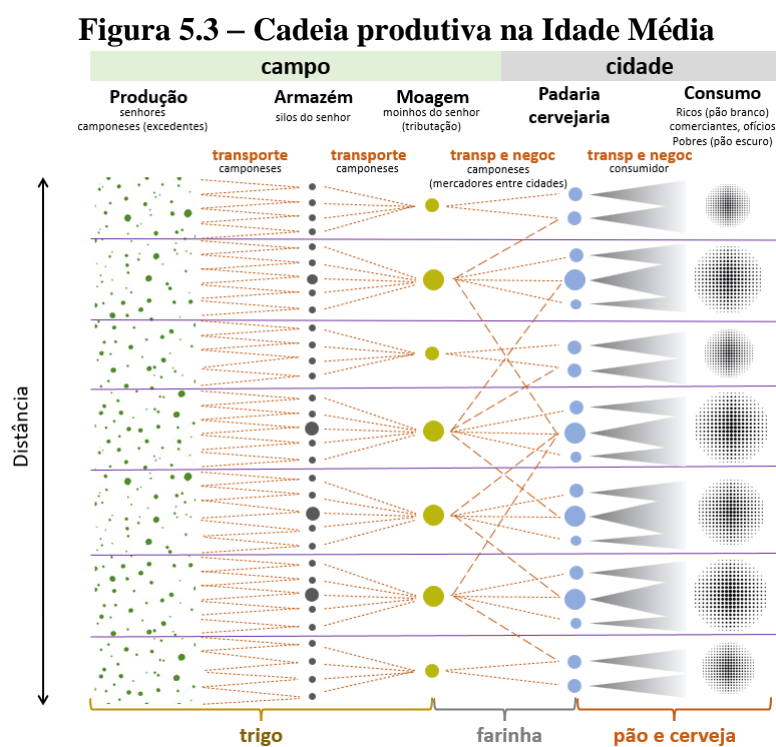 Figura 5.3 – Cadeia produtiva na Idade Média
campo
cidade
Produção
senhores
camponeses (excedentes)
Armazém
silos do senhor
Moagem
moinhos do senhor
(tributação)
Padaria
cervejaria
Consumo
Ricos (pão branco)
comerciantes, ofícios
Pobres (pão escuro)
transporte
camponeses
transporte
camponeses
transp e negoc
camponeses
(mercadores entre cidades)
transp e negoc
consumidor
Distância
trigo
farinha
pão e cerveja